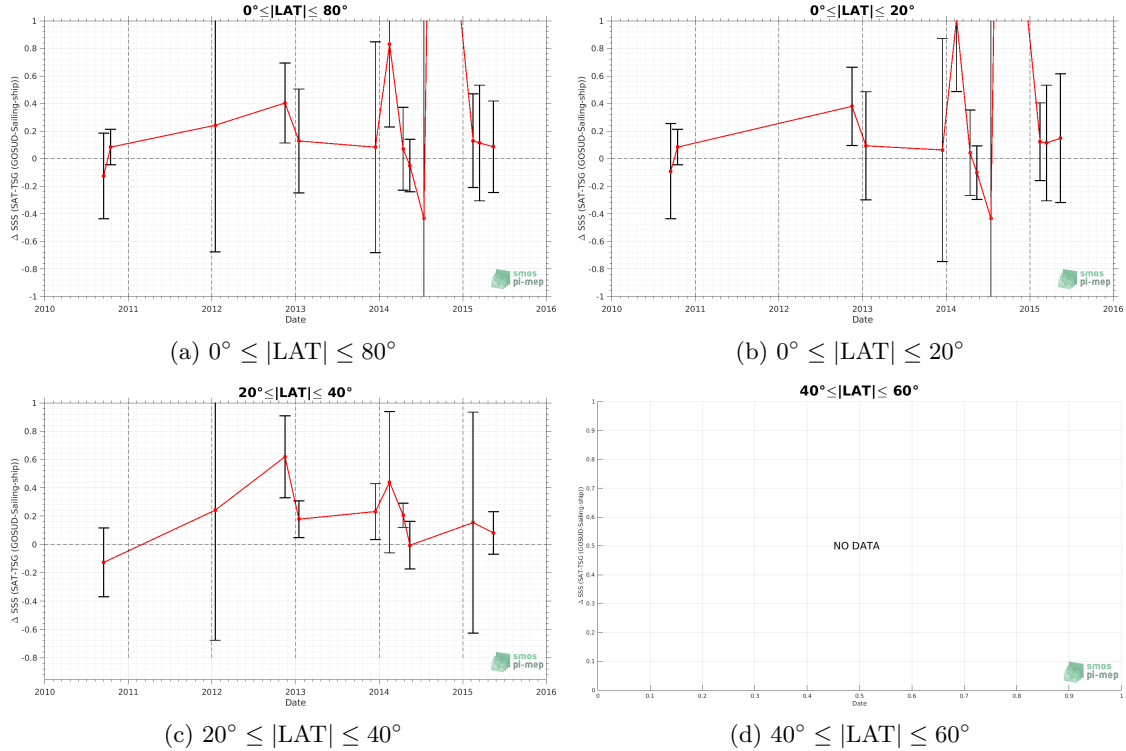 0°≤|LAT|≤ 80°
1
0.8
0.6
0.4
0.2
0
-0.2
-0.4
-0.6
-0.8
-1
Δ SSS (SAT-TSG (GOSUD-Sailing-ship))
2010 2011 2012 2013 2014 2015 2016
Date
smos
pi-mep
(a) 0° ≤ |LAT| ≤ 80°
0°≤|LAT|≤ 20°
1
0.8
0.6
0.4
0.2
0
-0.2
-0.4
-0.6
-0.8
-1
Δ SSS (SAT-TSG (GOSUD-Sailing-ship))
2010 2011 2012 2013 2014 2015 2016
Date
smos
pi-mep
(b) 0° ≤ |LAT| ≤ 20°
20°≤|LAT|≤ 40°
1
0.8
0.6
0.4
0.2
0
-0.2
-0.4
-0.6
-0.8
Δ SSS (SAT-TSG (GOSUD-Sailing-ship))
2010 2011 2012 2013 2014 2015 2016
Date
smos
pi-mep
(c) 20° ≤ |LAT| ≤ 40°
40°≤|LAT|≤ 60°
1
0.9
0.8
0.7
0.6
0.5
0.4
0.3
0.2
0.1
0
Δ SSS (SAT-TSG (GOSUD-Sailing-ship))
NO DATA
0 0.1 0.2 0.3 0.4 0.5 0.6 0.7 0.8 0.9 1
Date
smos
pi-mep
(d) 40° ≤ |LAT| ≤ 60°